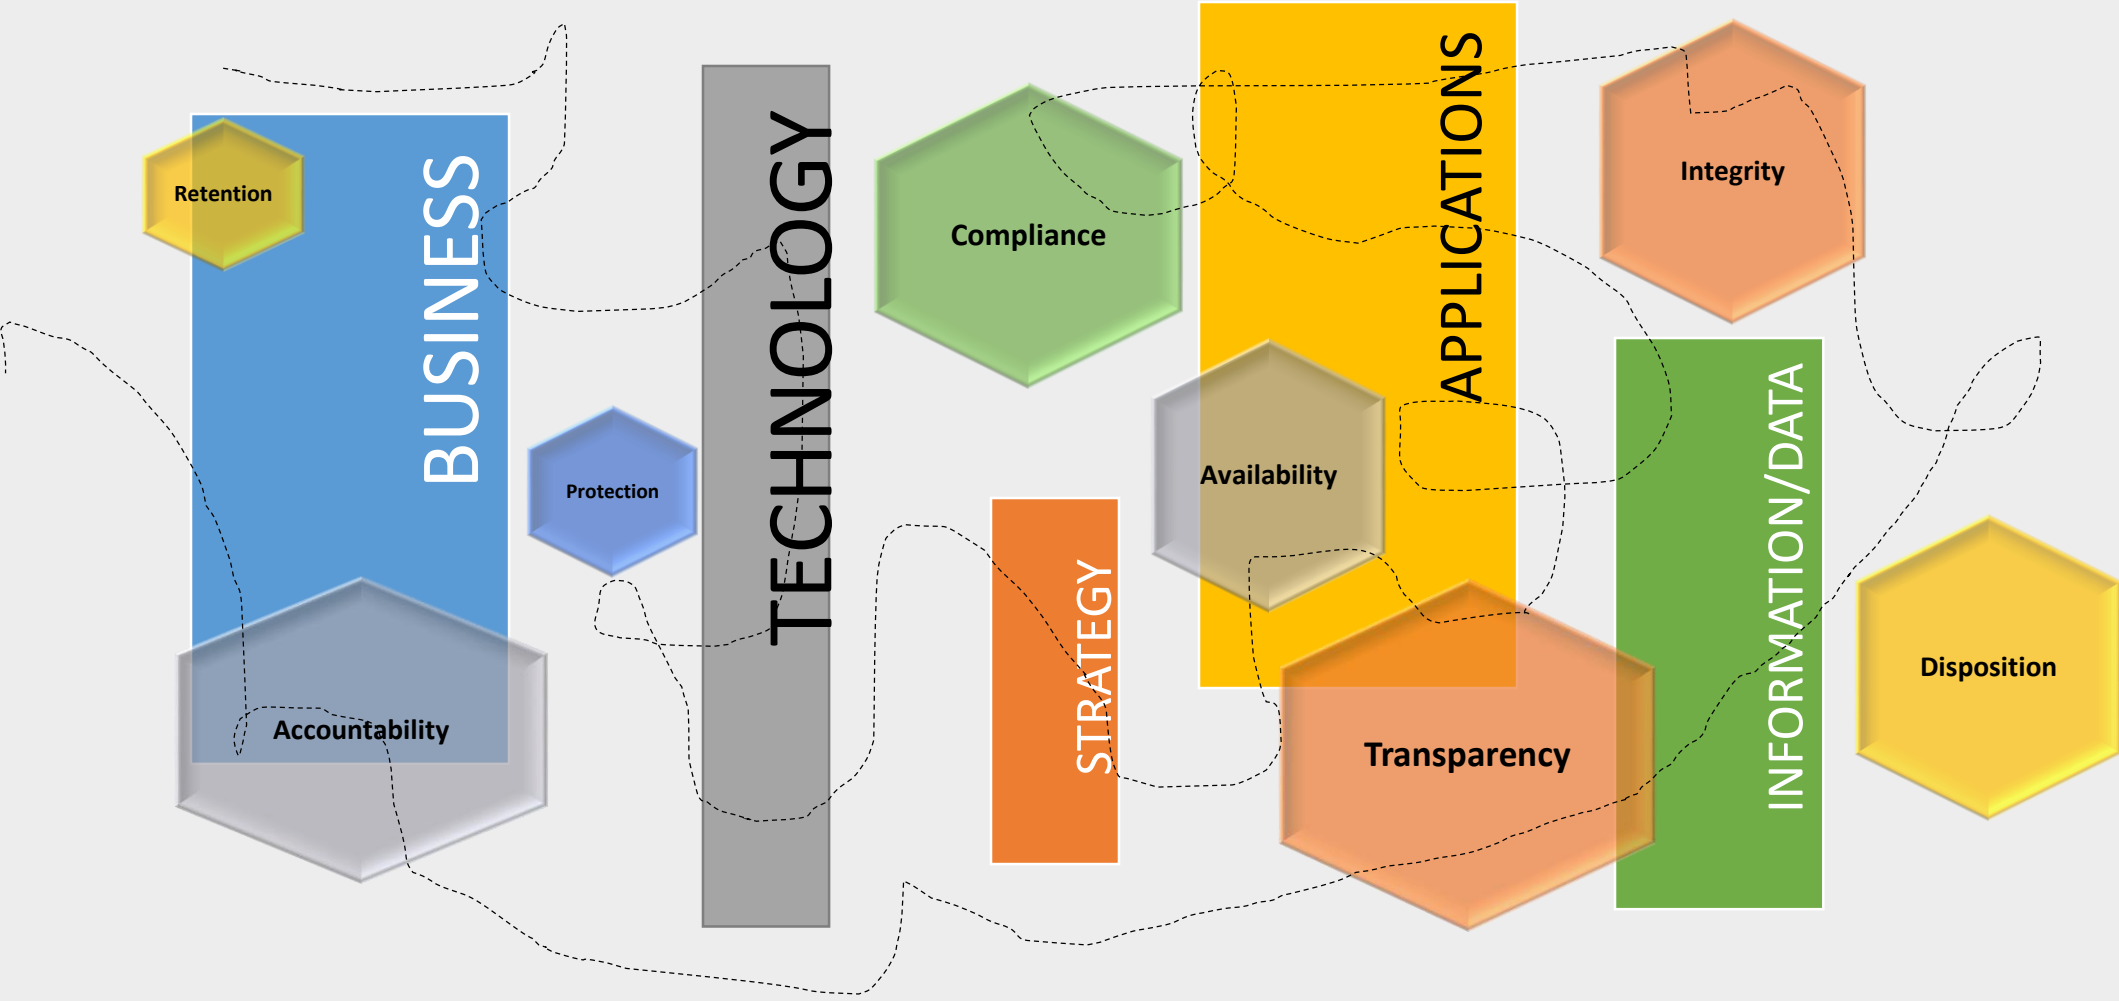 Retention
BUSINESS
Accountability
Protection
TECHNOLOGY
Compliance
STRATEGY
APPLICATIONS
Availability
Transparency
Integrity
INFORMATION/DATA
Disposition